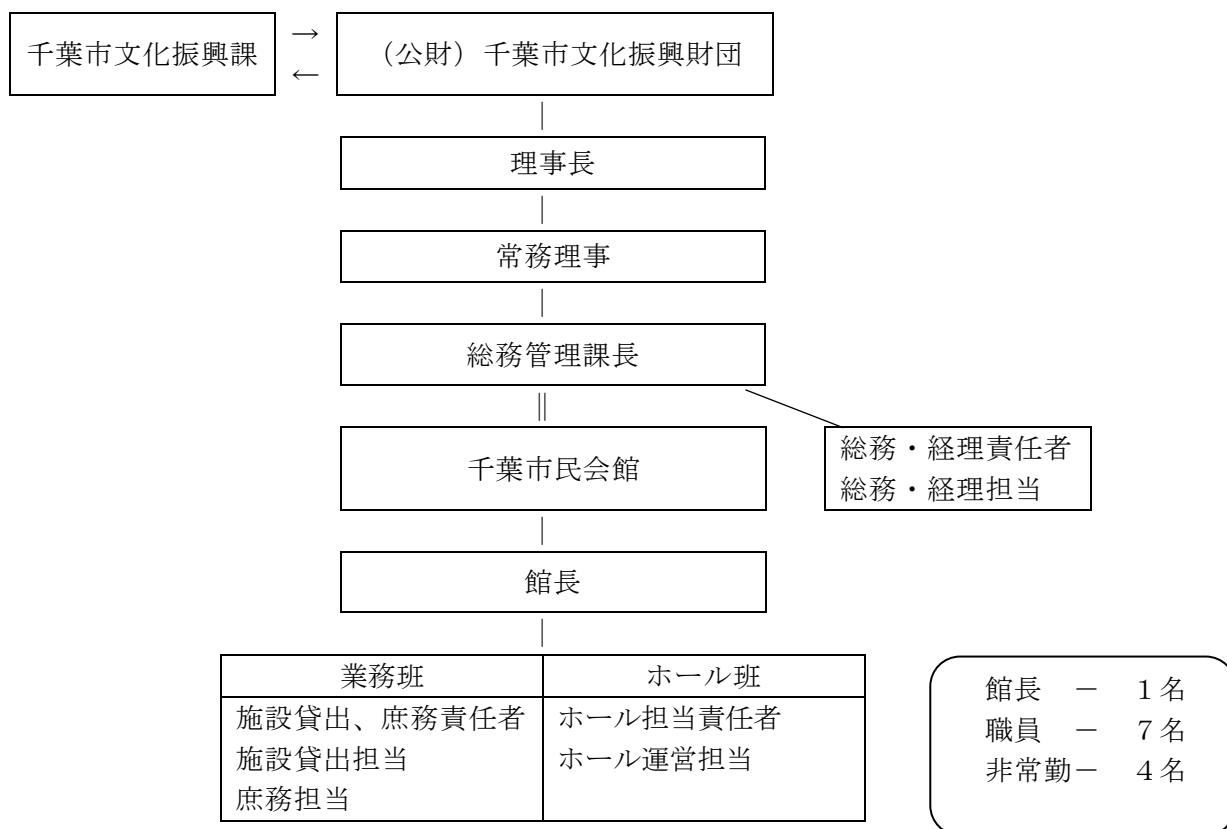 千葉市文化振興課
→
←
（公財）千葉市文化振興財団
理事長
常務理事
総務管理課長
千葉市民会館
総務・経理責任者
総務・経理担当
館長
業務班
施設貸出、庶務責任者
施設貸出担当
庶務担当
ホール班
ホール担当責任者
ホール運営担当
館長　－　１名
職員　－　７名
非常勤－　４名